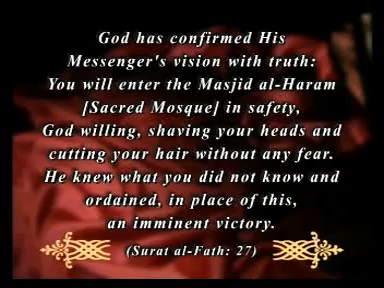 God has confirmed His
Messenger's vision with truth:
You will enter the Masjid al-Haram
[Sacred Mosque] in safety,
God willing, shaving your heads and
cutting your hair without any fear.
He knew what you did not know and
ordained, in place of this,
an imminent victory.
(Surat al-Fath: 27)